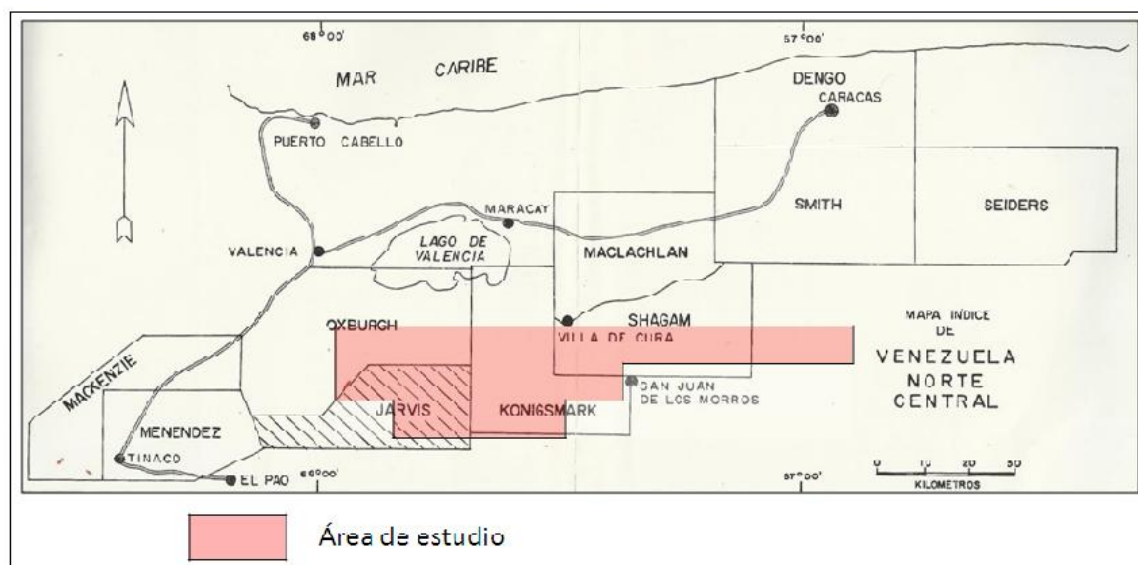 68°00'
67°00'
MAR CARIBE
DENGO
CARACAS
PUERTO CABELLO
MARACAY
SMITH
SEIDERS
VALENCIA
LAGO DE
VALENCIA
MACLACHLAN
OXBURGH
SHAGAM
VILLA DE CURA
MAPA INDICE
DE
VENEZUELA
NORTE
CENTRAL
MACKENZIE
SAN JUAN
DE LOS MORROS
JARVIS
KONIGSMARK
MENENDEZ
TINACO
EL PAO
68°00'
67°00'
0 10 20 30
KILOMETROS
Área de estudio